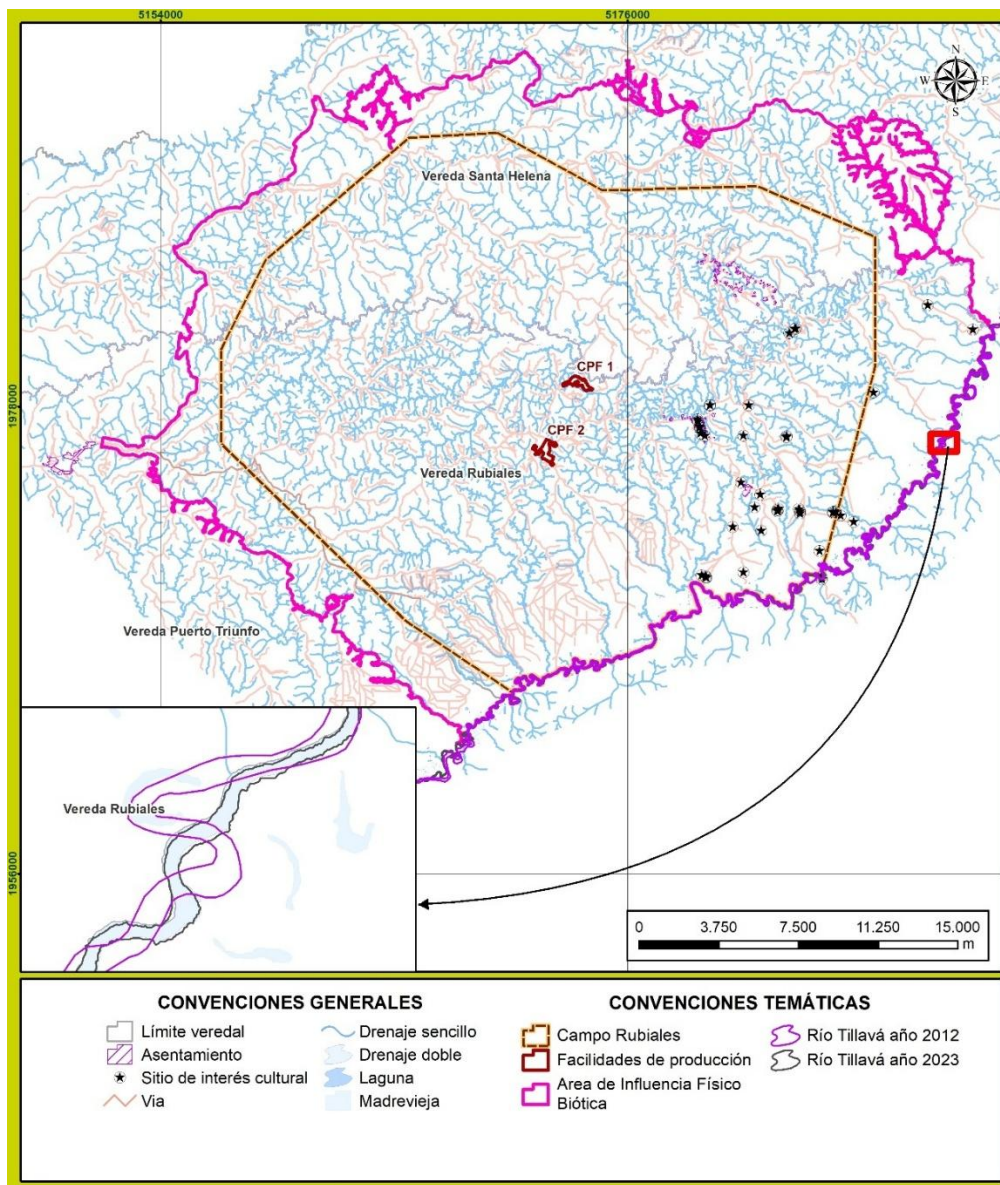 5154000
5176000
N
W
E
S
Vereda Santa Helena
CPF 1
1978000
CPF 2
Vereda Rubiales
Vereda Puerto Triunfo
Vereda Rubiales
1956000
0 3.750 7.500 11.250 15.000
m
CONVENCIONES GENERALES
Límite veredal
Asentamiento
Sitio de interés cultural
Via
Drenaje sencillo
Drenaje doble
Laguna
Madrevieja
CONVENCIONES TEMÁTICAS
Campo Rubiales
Facilidades de producción
Area de Influencia Físico
Biótica
Río Tillavá año 2012
Río Tillavá año 2023